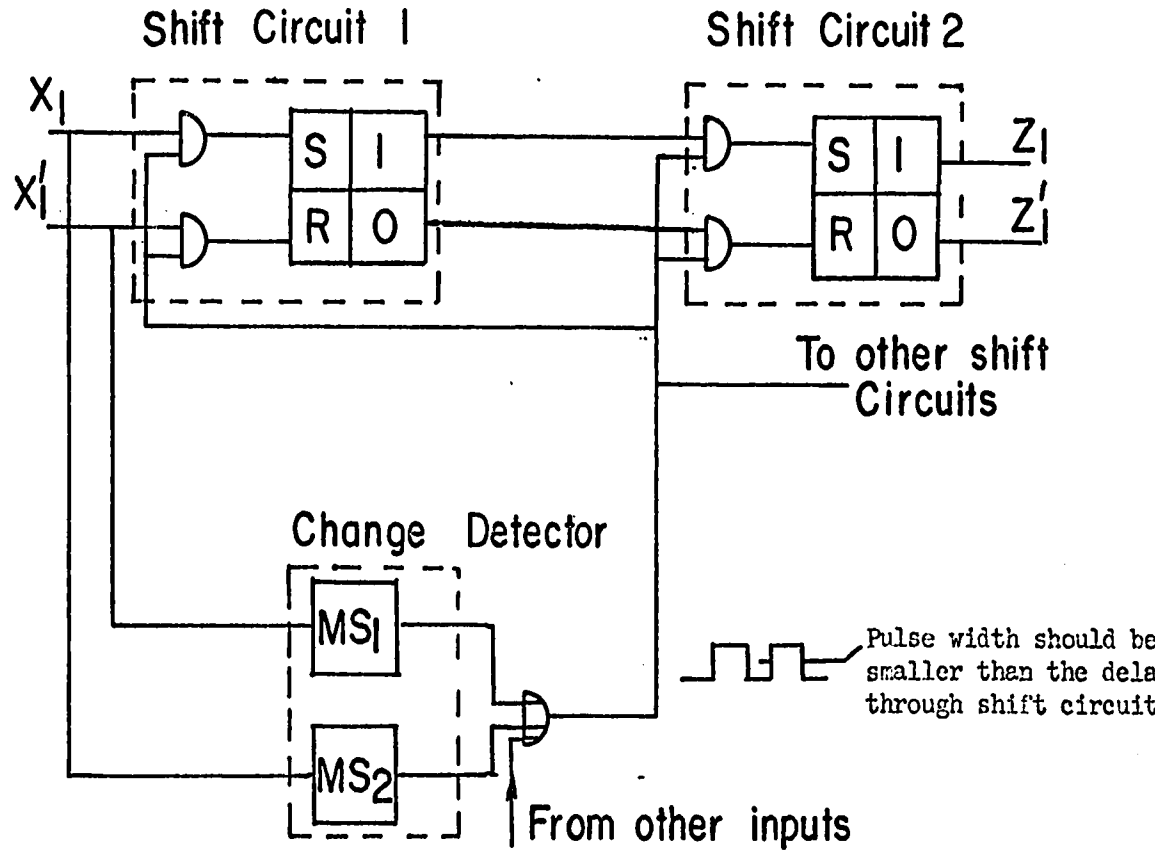 Shift Circuit 1
Shift Circuit 2
X1
X1'
S 1
R 0
S 1
R 0
Z1
Z1'
To other shift
Circuits
Change Detector
MS1
MS2
Pulse width should be
smaller than the dela
through shift circuit
From other inputs